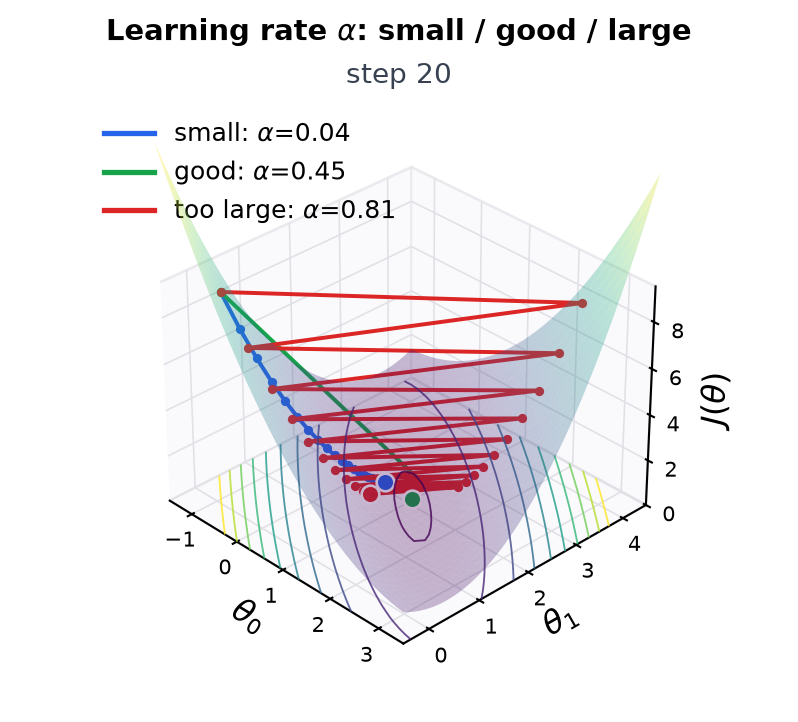 Learning rate α: small / good / large
step 20
small: α=0.04
good: α=0.45
too large: α=0.81
8
6
4
2
0
J(θ)
−1
0
1
2
3
θ₀
0
1
2
3
4
θ₁